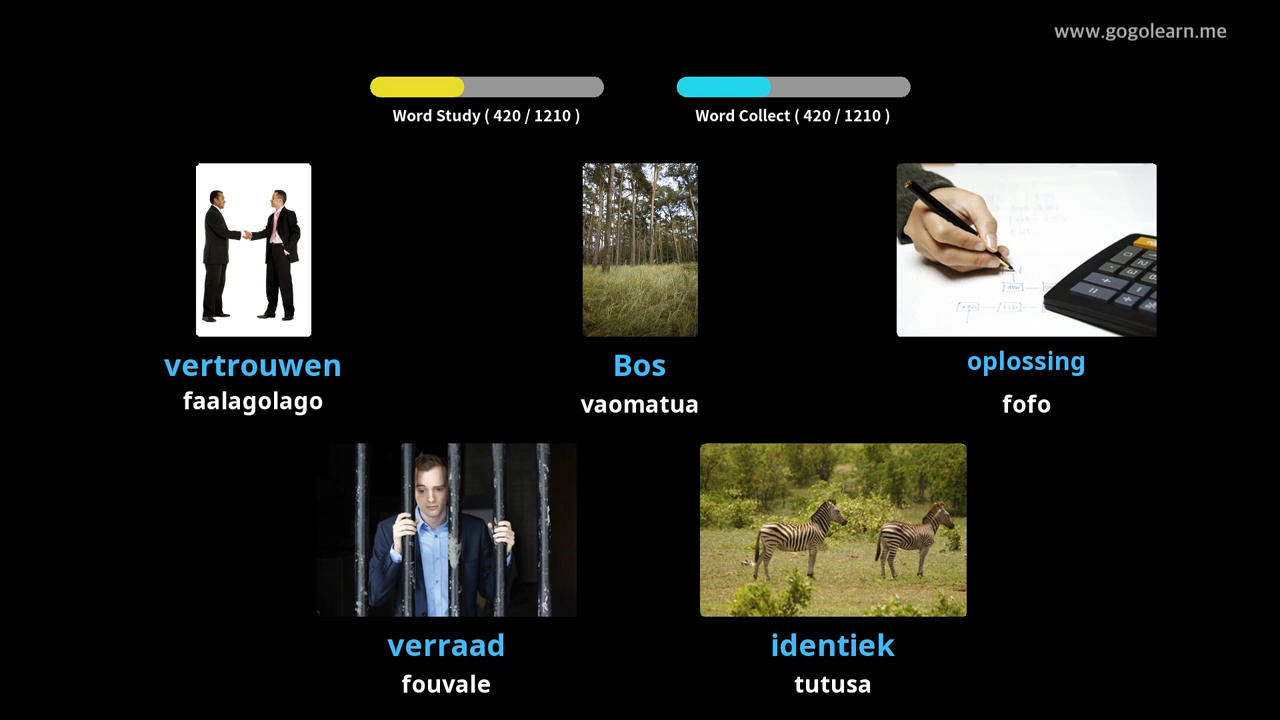 www.gogolearn.me
Word Study ( 420 / 1210 )
Word Collect ( 420 / 1210 )
vertrouwen
faalagolago
Bos
vaomatua
oplossing
fofo
verraad
fouvale
identiek
tutusa